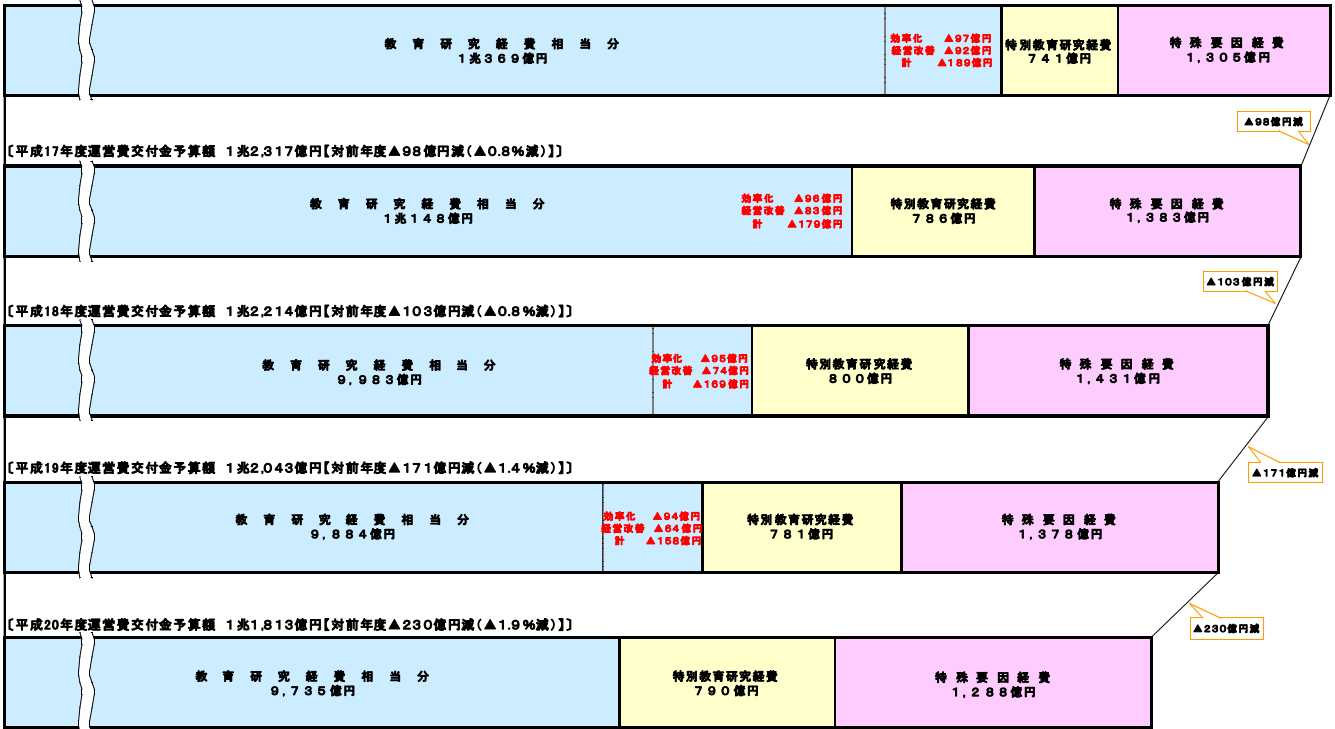 教育研究経費相当分
1兆369億円
効率化 ▲97億円
経営改善 ▲92億円
計 ▲189億円
特別教育研究経費
741億円
特殊要因経費
1,305億円
▲98億円減
〔平成17年度運営費交付金予算額 1兆2,317億円【対前年度▲98億円減(▲0.8%減)】〕
教育研究経費相当分
1兆148億円
効率化 ▲96億円
経営改善 ▲83億円
計 ▲179億円
特別教育研究経費
786億円
特殊要因経費
1,383億円
▲103億円減
〔平成18年度運営費交付金予算額 1兆2,214億円【対前年度▲103億円減(▲0.8%減)】〕
教育研究経費相当分
9,983億円
効率化 ▲95億円
経営改善 ▲74億円
計 ▲169億円
特別教育研究経費
800億円
特殊要因経費
1,431億円
▲171億円減
〔平成19年度運営費交付金予算額 1兆2,043億円【対前年度▲171億円減(▲1.4%減)】〕
教育研究経費相当分
9,884億円
効率化 ▲94億円
経営改善 ▲64億円
計 ▲158億円
特別教育研究経費
781億円
特殊要因経費
1,378億円
▲230億円減
〔平成20年度運営費交付金予算額 1兆1,813億円【対前年度▲230億円減(▲1.9%減)】〕
教育研究経費相当分
9,735億円
特別教育研究経費
790億円
特殊要因経費
1,288億円